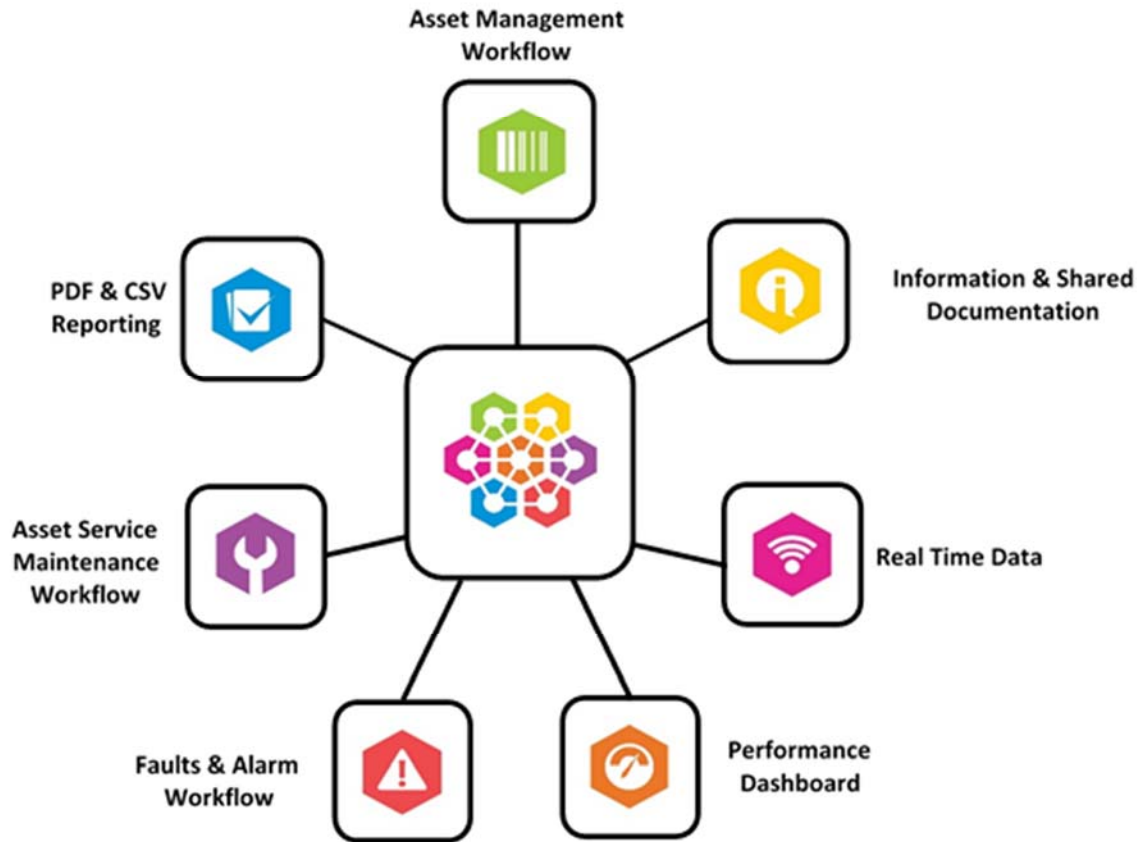 Asset Management
Workflow
PDF & CSV
Reporting
Information & Shared
Documentation
Asset Service
Maintenance
Workflow
Real Time Data
Faults & Alarm
Workflow
Performance
Dashboard